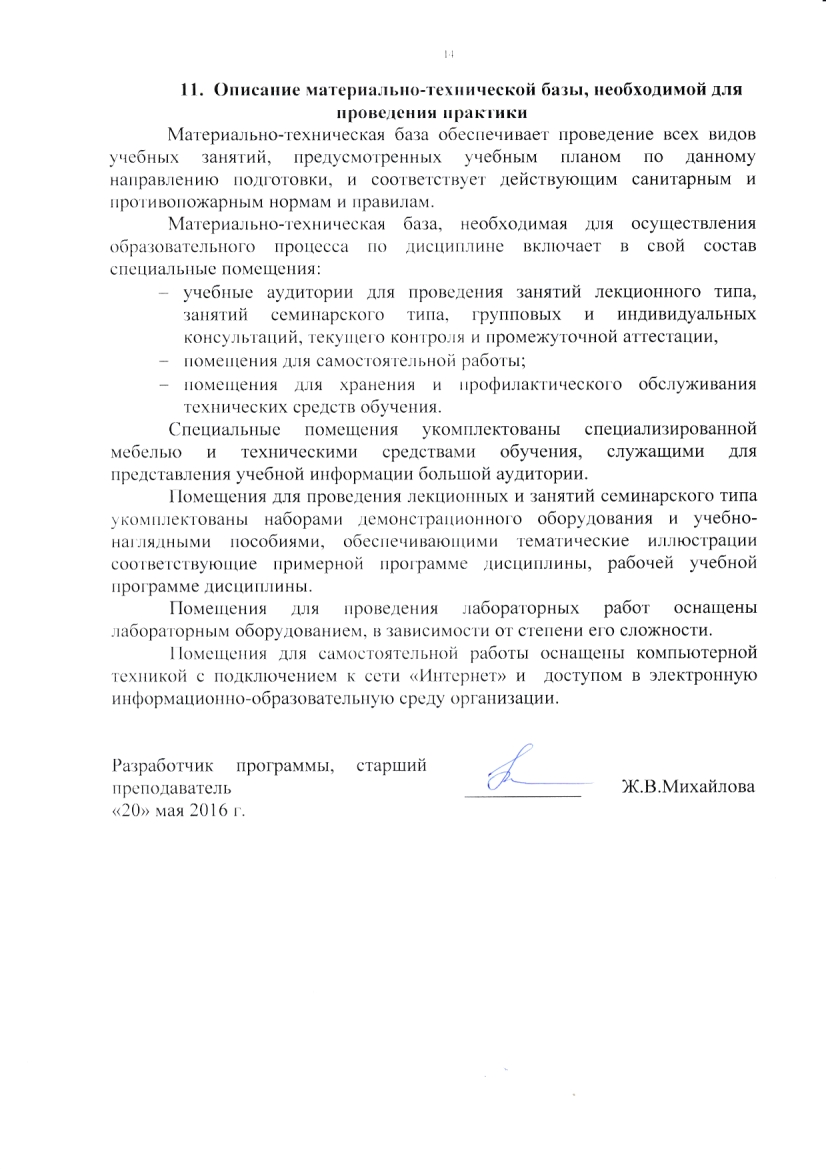 14
11. Описание материально-технической базы, необходимой для
проведения практики
Материально-техническая база обеспечивает проведение всех видов
учебных занятий, предусмотренных учебным планом по данному
направлению подготовки, и соответствует действующим санитарным и
противопожарным нормам и правилам.
Материально-техническая база, необходимая для осуществления
образовательного процесса по дисциплине включает в свой состав
специальные помещения:
– учебные аудитории для проведения занятий лекционного типа,
занятий семинарского типа, групповых и индивидуальных
консультаций, текущего контроля и промежуточной аттестации,
– помещения для самостоятельной работы;
– помещения для хранения и профилактического обслуживания
технических средств обучения.
Специальные помещения укомплектованы специализированной
мебелью и техническими средствами обучения, служащими для
представления учебной информации большой аудитории.
Помещения для проведения лекционных и занятий семинарского типа
укомплектованы наборами демонстрационного оборудования и учебно-
наглядными пособиями, обеспечивающими тематические иллюстрации
соответствующие примерной программе дисциплины, рабочей учебной
программе дисциплины.
Помещения для проведения лабораторных работ оснащены
лабораторным оборудованием, в зависимости от степени его сложности.
Помещения для самостоятельной работы оснащены компьютерной
техникой с подключением к сети «Интернет» и доступом в электронную
информационно-образовательную среду организации.
Разработчик программы, старший
преподаватель Ж.В.Михайлова
«20» мая 2016 г.